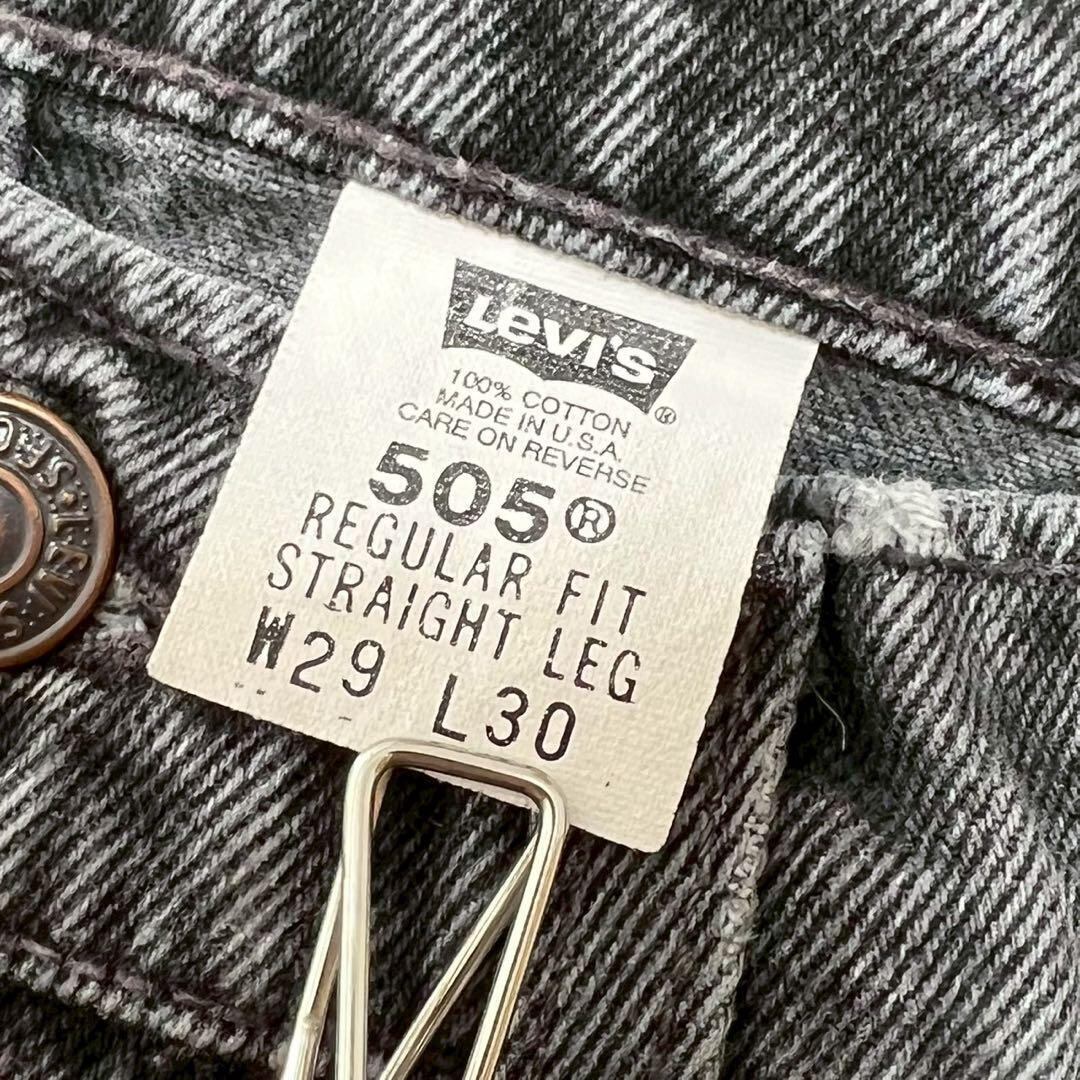 Levi's®
100% COTTON
MADE IN U.S.A.
CARE ON REVERSE
505®
REGULAR FIT
STRAIGHT LEG
W29 L30